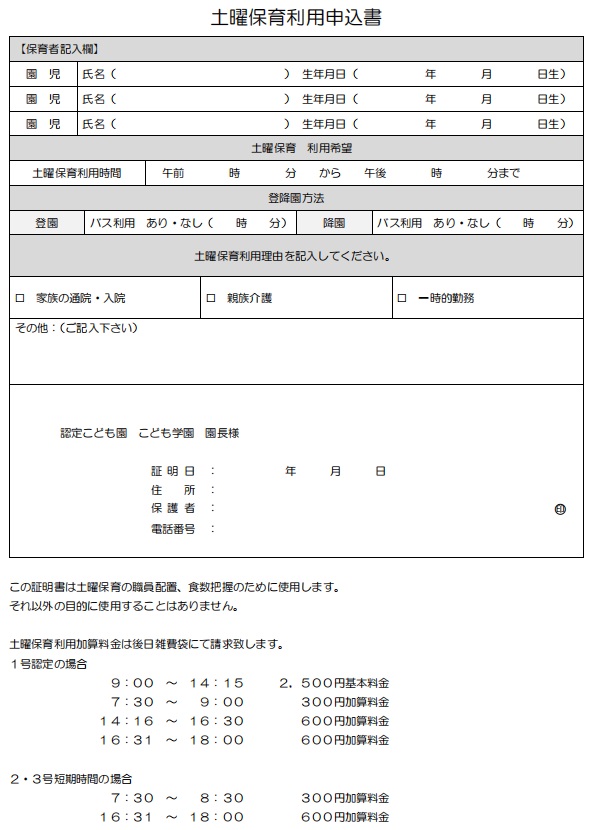 土曜保育利用申込書
【保育者記入欄】
園　児　氏名（　　　　　　　　　　　　　　　）　生年月日（　　　　　　年　　　　月　　　　日生）
園　児　氏名（　　　　　　　　　　　　　　　）　生年月日（　　　　　　年　　　　月　　　　日生）
園　児　氏名（　　　　　　　　　　　　　　　）　生年月日（　　　　　　年　　　　月　　　　日生）
土曜保育　利用希望
土曜保育利用時間　午前　　　　時　　　　分　　から　　午後　　　　時　　　　分まで
登降園方法
登園　バス利用　あり・なし（　　時　　分）　降園　バス利用　あり・なし（　　時　　分）
土曜保育利用理由を記入してください。
□　家族の通院・入院　□　親族介護　□　一時的勤務
その他：（ご記入下さい）
認定こども園　こども学園　園長様
証 明 日　：　　　　　　年　　　月　　　日
住　　所　：
保 護 者　：　　　　　　　　　　㊞
電話番号　：
この証明書は土曜保育の職員配置、食数把握のために使用します。
それ以外の目的に使用することはありません。
土曜保育利用加算料金は後日雑費袋にて請求致します。
１号認定の場合
９：００　～　１４：１５　　２，５００円基本料金
７：３０　～　９：００　　３００円加算料金
１４：１６　～　１６：３０　　６００円加算料金
１６：３１　～　１８：００　　６００円加算料金
２・３号短期時間の場合
７：３０　～　８：３０　　３００円加算料金
１６：３１　～　１８：００　　６００円加算料金